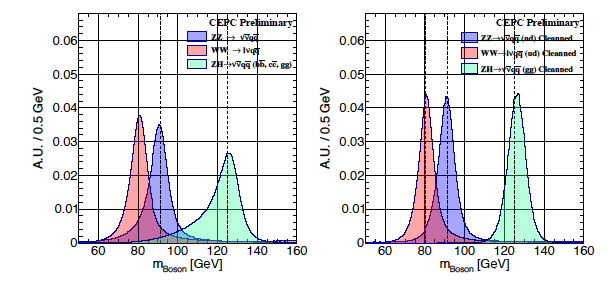 CEPC Preliminary
ZZ → νν̄qq̄
WW → lνqq̄
ZH→νν̄qq̄ (bb̄, cc̄, gg)
A.U. / 0.5 GeV
0.06
0.05
0.04
0.03
0.02
0.01
0
60 80 100 120 140 160
m_Boson [GeV]
CEPC Preliminary
ZZ→νν̄qq̄ (ud) Cleanned
WW→lνqq̄ (ud) Cleanned
ZH→νν̄qq̄ (gg) Cleanned
A.U. / 0.5 GeV
0.06
0.05
0.04
0.03
0.02
0.01
0
60 80 100 120 140 160
m_Boson [GeV]